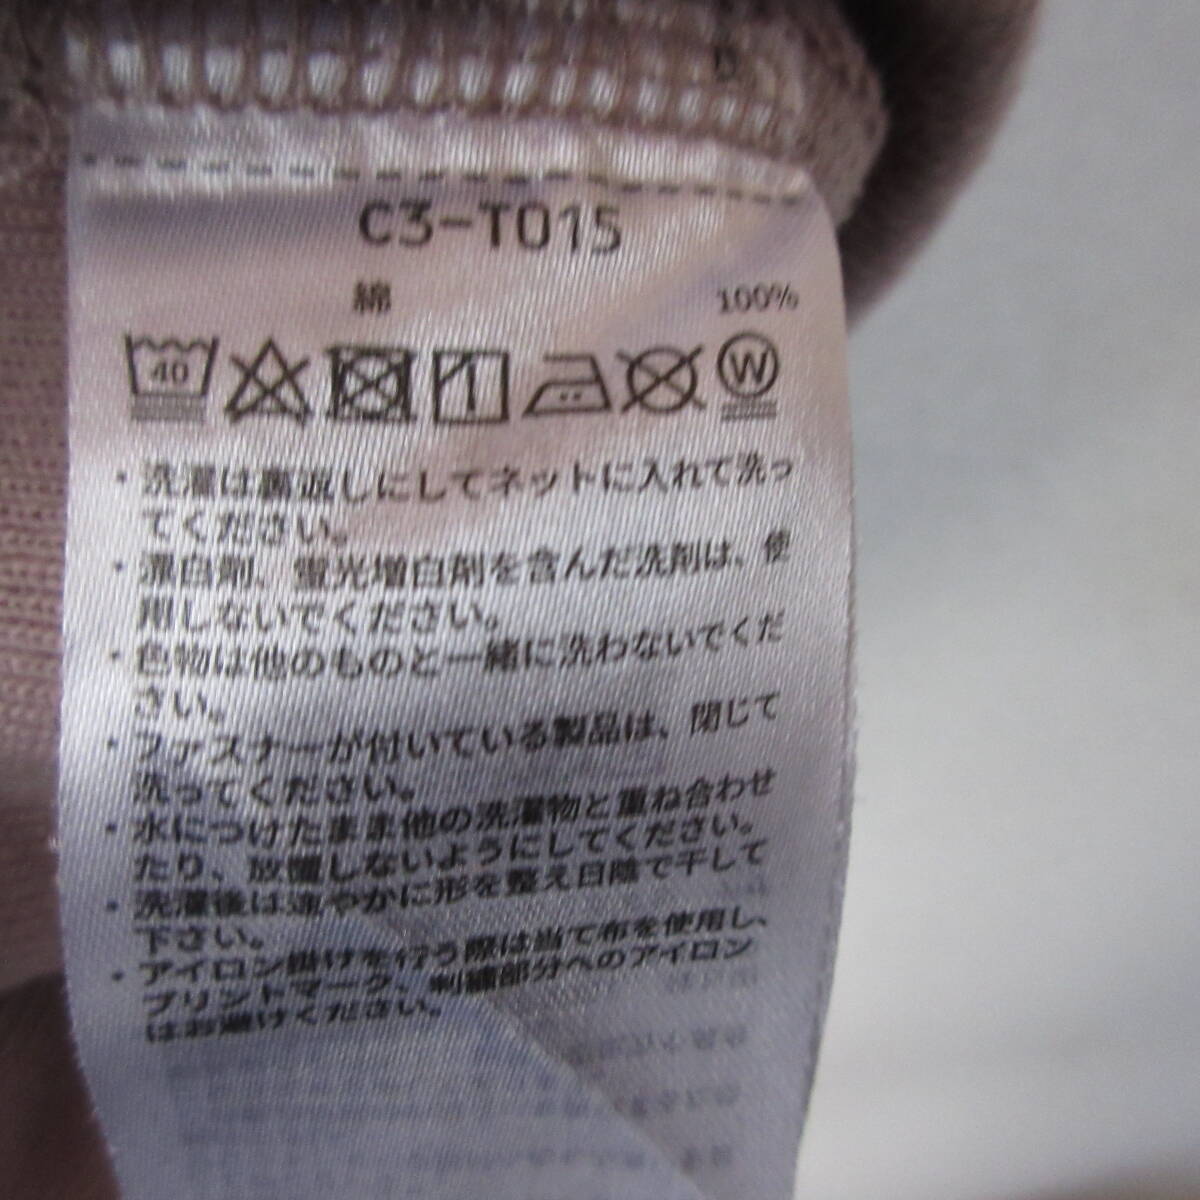 C3-T015
綿 100%
40 W
・洗濯は裏返しにしてネットに入れて洗っ
てください。
・漂白剤、蛍光増白剤を含んだ洗剤は、使
用しないでください。
・色物は他のものと一緒に洗わないでくだ
さい。
・ファスナーが付いている製品は、閉じて
洗ってください。
・水につけたまま他の洗濯物と重ね合わせ
たり、放置しないようにしてください。
・洗濯後は速やかに形を整え日陰で干して
下さい。
・アイロン掛けを行う際は当て布を使用し、
プリントマーク、刺繍部分へのアイロン
はお避けください。